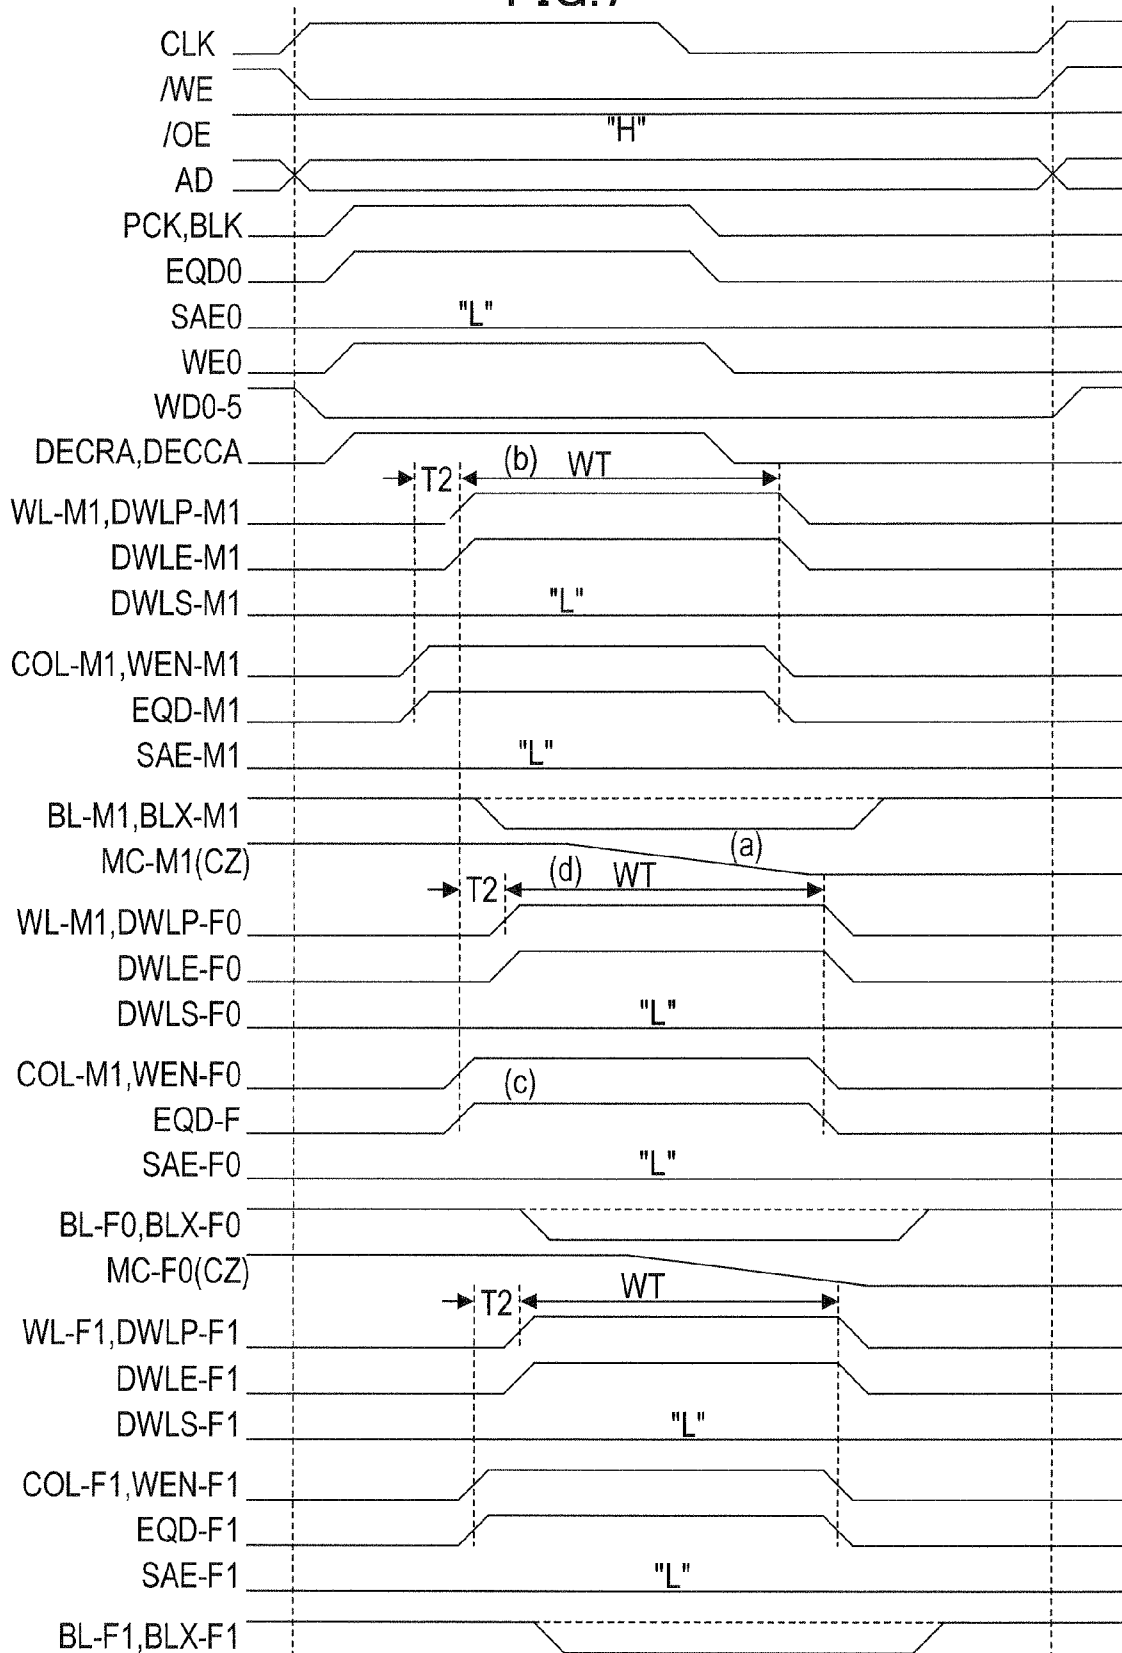 FIG.7
CLK
/WE
/OE "H"
AD
PCK,BLK
EQD0
SAE0 "L"
WE0
WD0-5
DECRA,DECCA
T2 (b) WT
WL-M1,DWLP-M1
DWLE-M1
DWLS-M1 "L"
COL-M1,WEN-M1
EQD-M1
SAE-M1 "L"
BL-M1,BLX-M1
MC-M1(CZ) (a)
T2 (d) WT
WL-M1,DWLP-F0
DWLE-F0
DWLS-F0 "L"
COL-M1,WEN-F0
(c)
EQD-F
SAE-F0 "L"
BL-F0,BLX-F0
MC-F0(CZ)
T2 WT
WL-F1,DWLP-F1
DWLE-F1
DWLS-F1 "L"
COL-F1,WEN-F1
EQD-F1
SAE-F1 "L"
BL-F1,BLX-F1